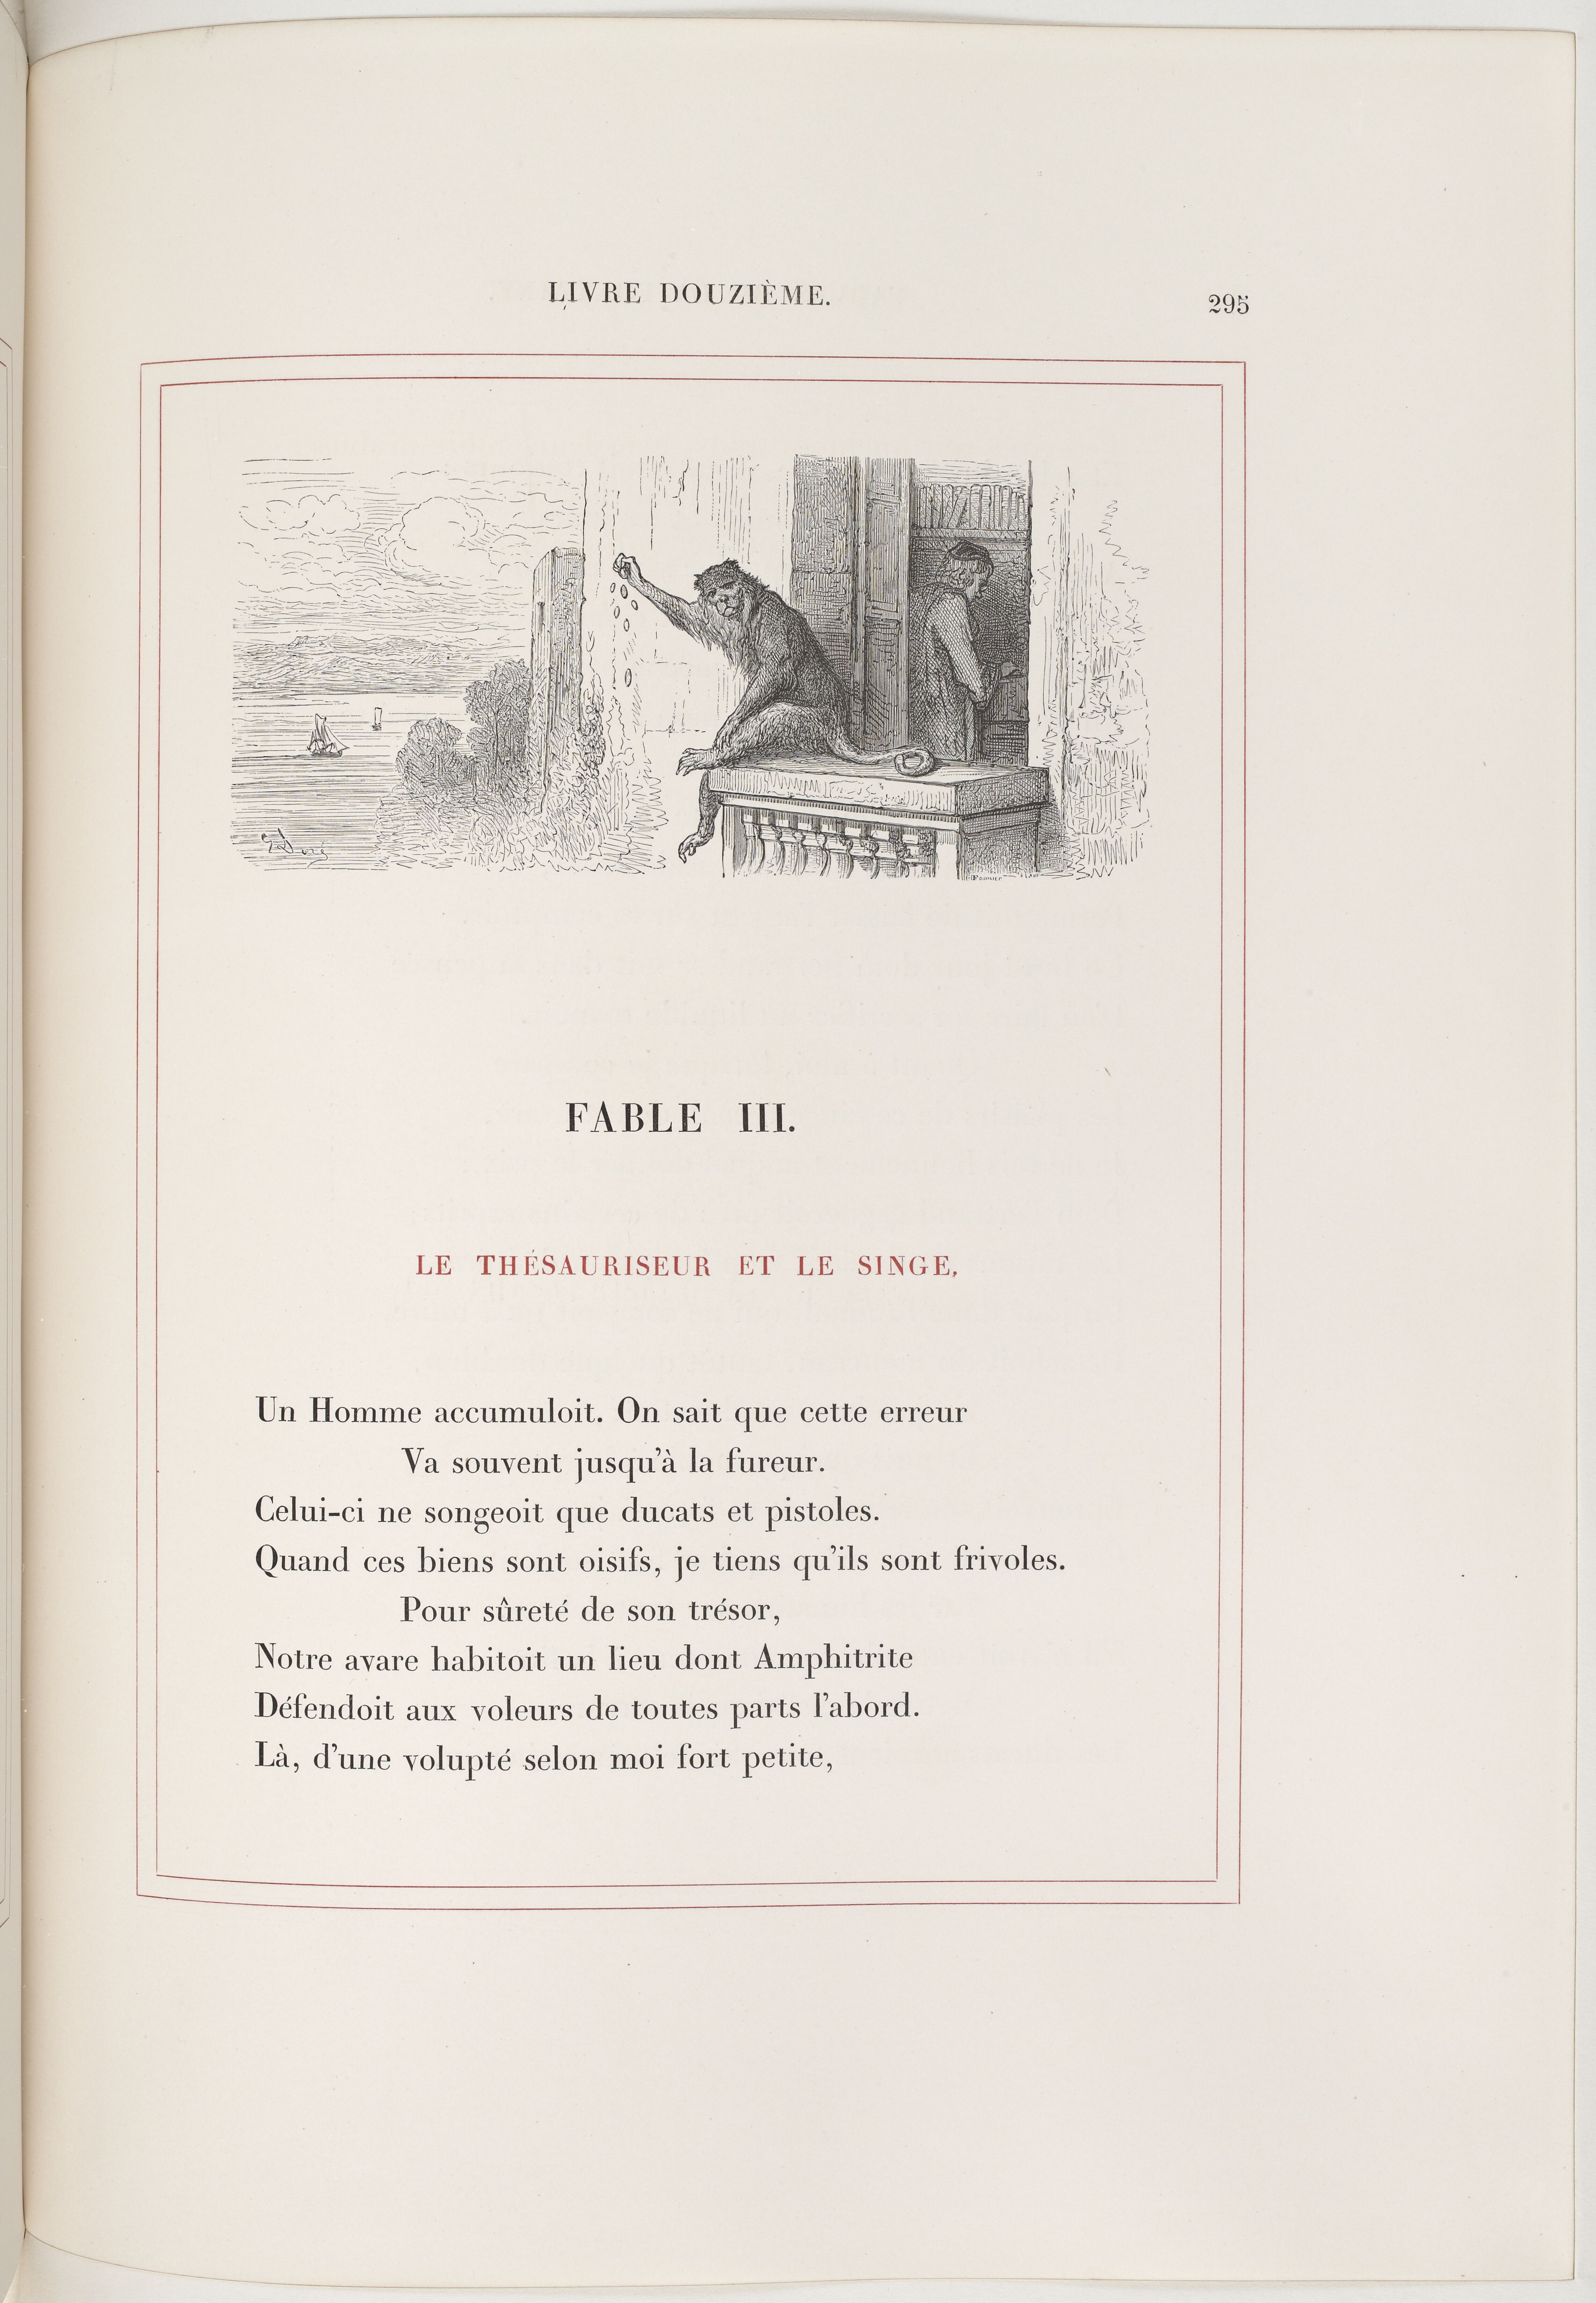 LIVRE DOUZIÈME.
295
G Doré
FABLE III.
LE THÉSAURISEUR ET LE SINGE.
Un Homme accumuloit. On sait que cette erreur
Va souvent jusqu'à la fureur.
Celui-ci ne songeoit que ducats et pistoles.
Quand ces biens sont oisifs, je tiens qu'ils sont frivoles.
Pour sûreté de son trésor,
Notre avare habitoit un lieu dont Amphitrite
Défendoit aux voleurs de toutes parts l'abord.
Là, d'une volupté selon moi fort petite,